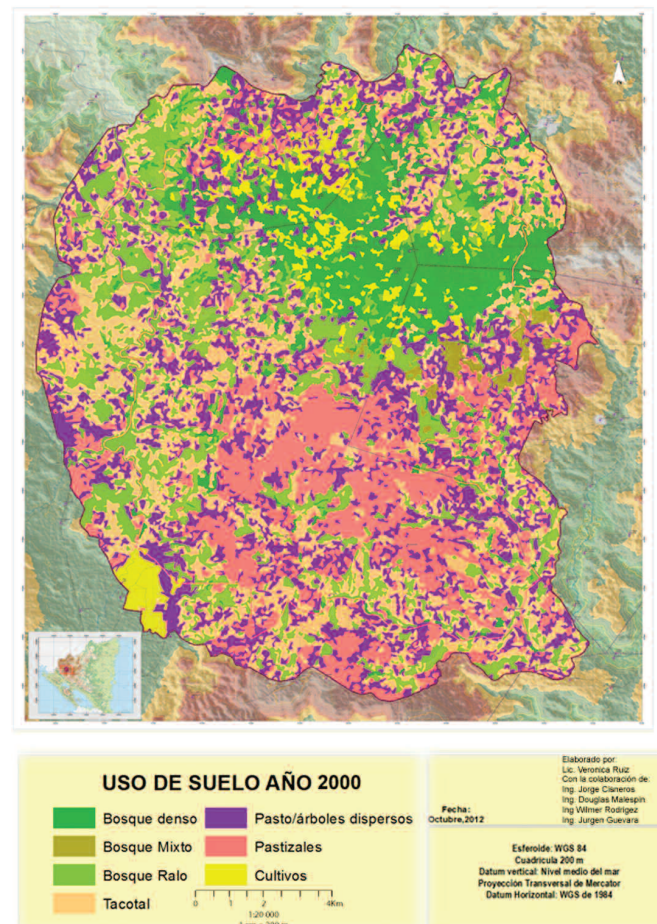 USO DE SUELO AÑO 2000
Bosque denso
Bosque Mixto
Bosque Ralo
Tacotal
Pasto/árboles dispersos
Pastizales
Cultivos
0 1 2 4Km.
1:20 000
Fecha:
Octubre,2012
Elaborado por:
Lic. Veronica Ruiz
Con la colaboración de:
Ing. Jorge Cisneros
Ing. Douglas Malespin
Ing Wilmer Rodrigez
Ing. Jurgen Guevara
Esferoide: WGS 84
Cuadricula 200 m
Datum vertical: Nivel medio del mar
Proyección Transversal de Mercator
Datum Horizontal: WGS de 1984